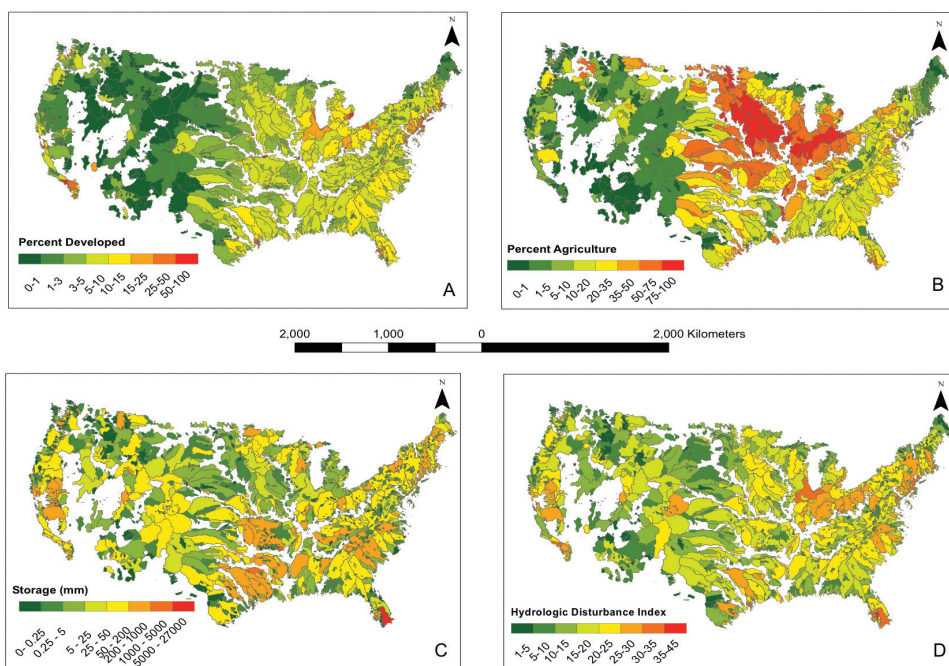 N
Percent Developed
0-1
1-3
3-5
5-10
10-15
15-25
25-50
50-100
A
N
Percent Agriculture
0-1
1-5
5-10
10-20
20-35
35-50
50-75
75-100
B
2,000 1,000 0 2,000 Kilometers
N
Storage (mm)
0- 0.25
0.25 - 5
5 - 25
25 - 50
50 - 200
200 -1000
1000 - 5000
5000 - 27000
C
N
Hydrologic Disturbance Index
1-5
5-10
10-15
15-20
20-25
25-30
30-35
35-45
D